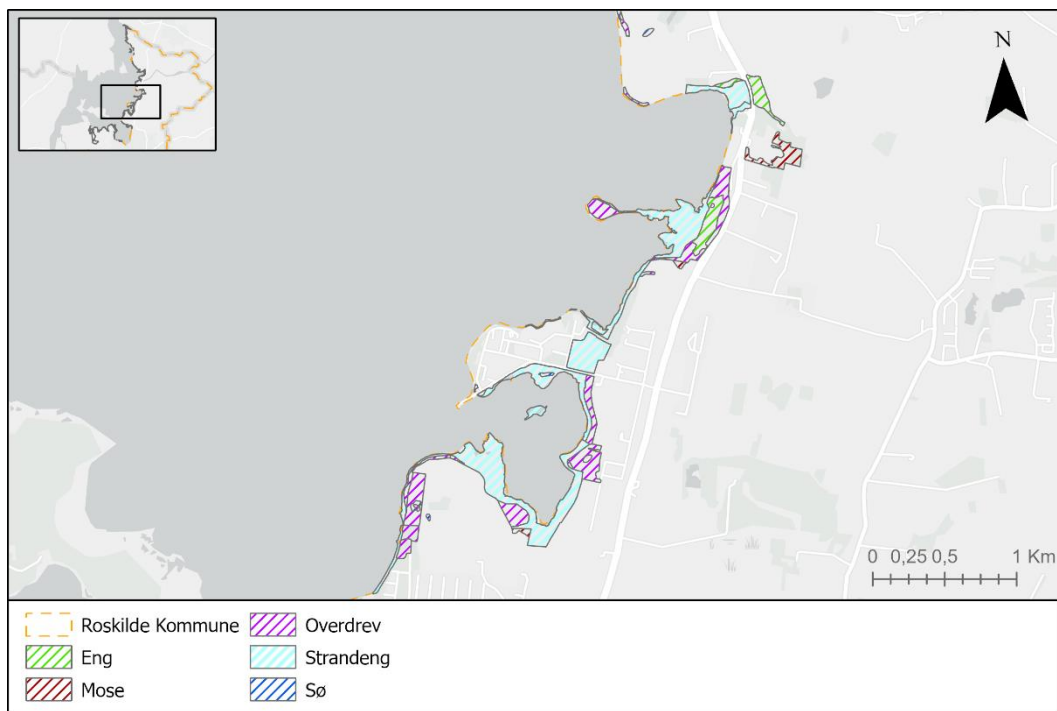 N
0 0,25 0,5 1 Km
Roskilde Kommune Overdrev
Eng Strandeng
Mose Sø